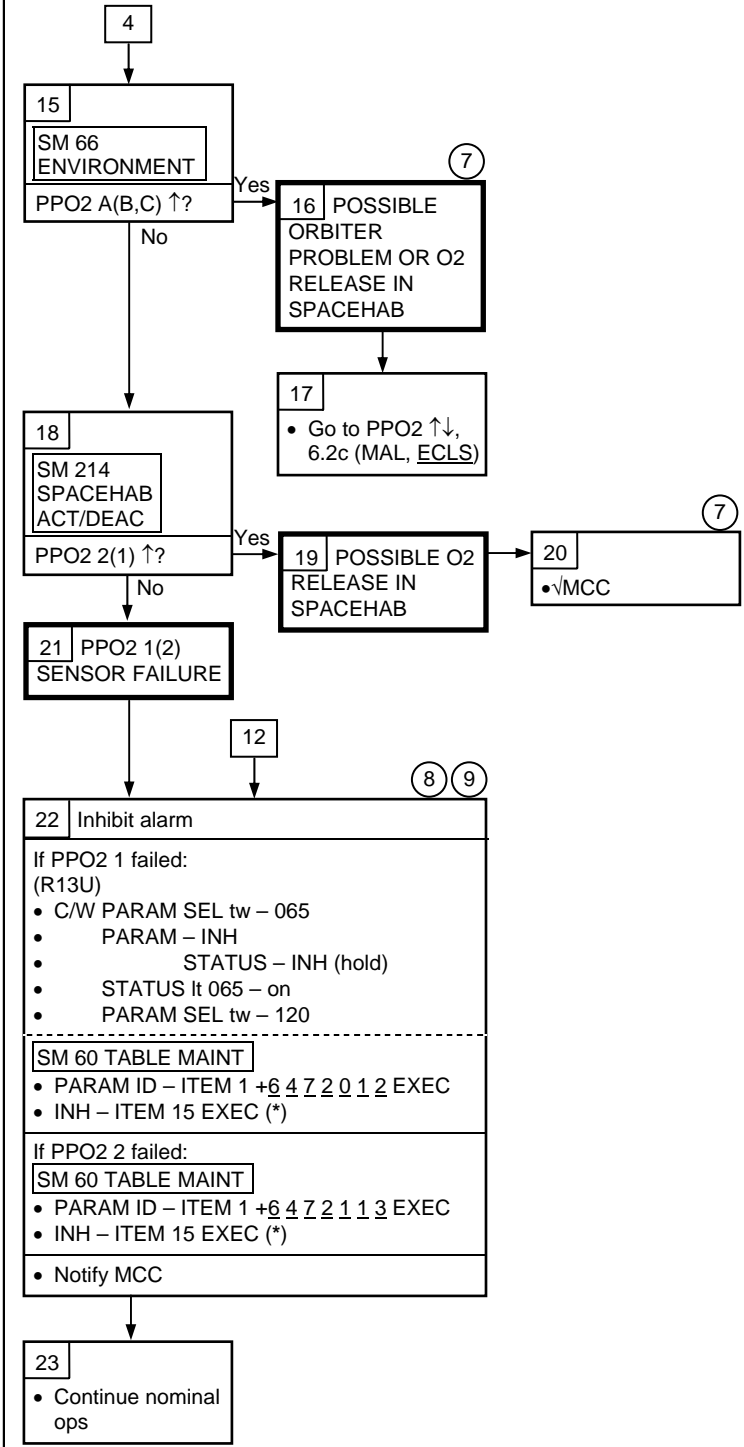 4
15
SM 66
ENVIRONMENT
PPO2 A(B,C) ↑?
Yes
No
7
16 POSSIBLE
ORBITER
PROBLEM OR O2
RELEASE IN
SPACEHAB
17
• Go to PPO2 ↑↓,
6.2c (MAL, ECLS)
18
SM 214
SPACEHAB
ACT/DEAC
PPO2 2(1) ↑?
Yes
No
19 POSSIBLE O2
RELEASE IN
SPACEHAB
7
20
•√MCC
21 PPO2 1(2)
SENSOR FAILURE
12
8 9
22 Inhibit alarm
If PPO2 1 failed:
(R13U)
• C/W PARAM SEL tw – 065
• PARAM – INH
• STATUS – INH (hold)
• STATUS lt 065 – on
• PARAM SEL tw – 120
SM 60 TABLE MAINT
• PARAM ID – ITEM 1 +6 4 7 2 0 1 2 EXEC
• INH – ITEM 15 EXEC (*)
If PPO2 2 failed:
SM 60 TABLE MAINT
• PARAM ID – ITEM 1 +6 4 7 2 1 1 3 EXEC
• INH – ITEM 15 EXEC (*)
• Notify MCC
23
• Continue nominal
ops